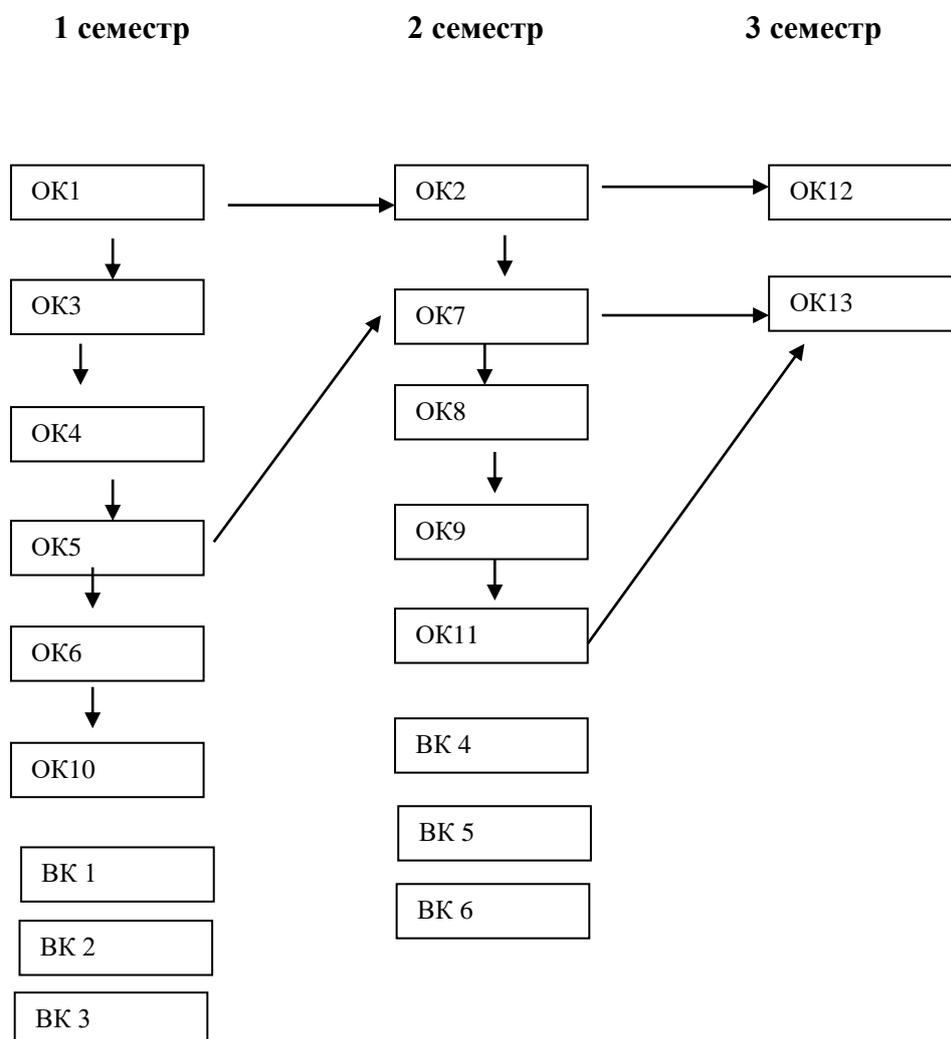 1 семестр
2 семестр
3 семестр
ОК1
ОК2
ОК12
ОК3
ОК7
ОК13
ОК4
ОК8
ОК5
ОК9
ОК6
ОК11
ОК10
ВК 4
ВК 5
ВК 1
ВК 6
ВК 2
ВК 3